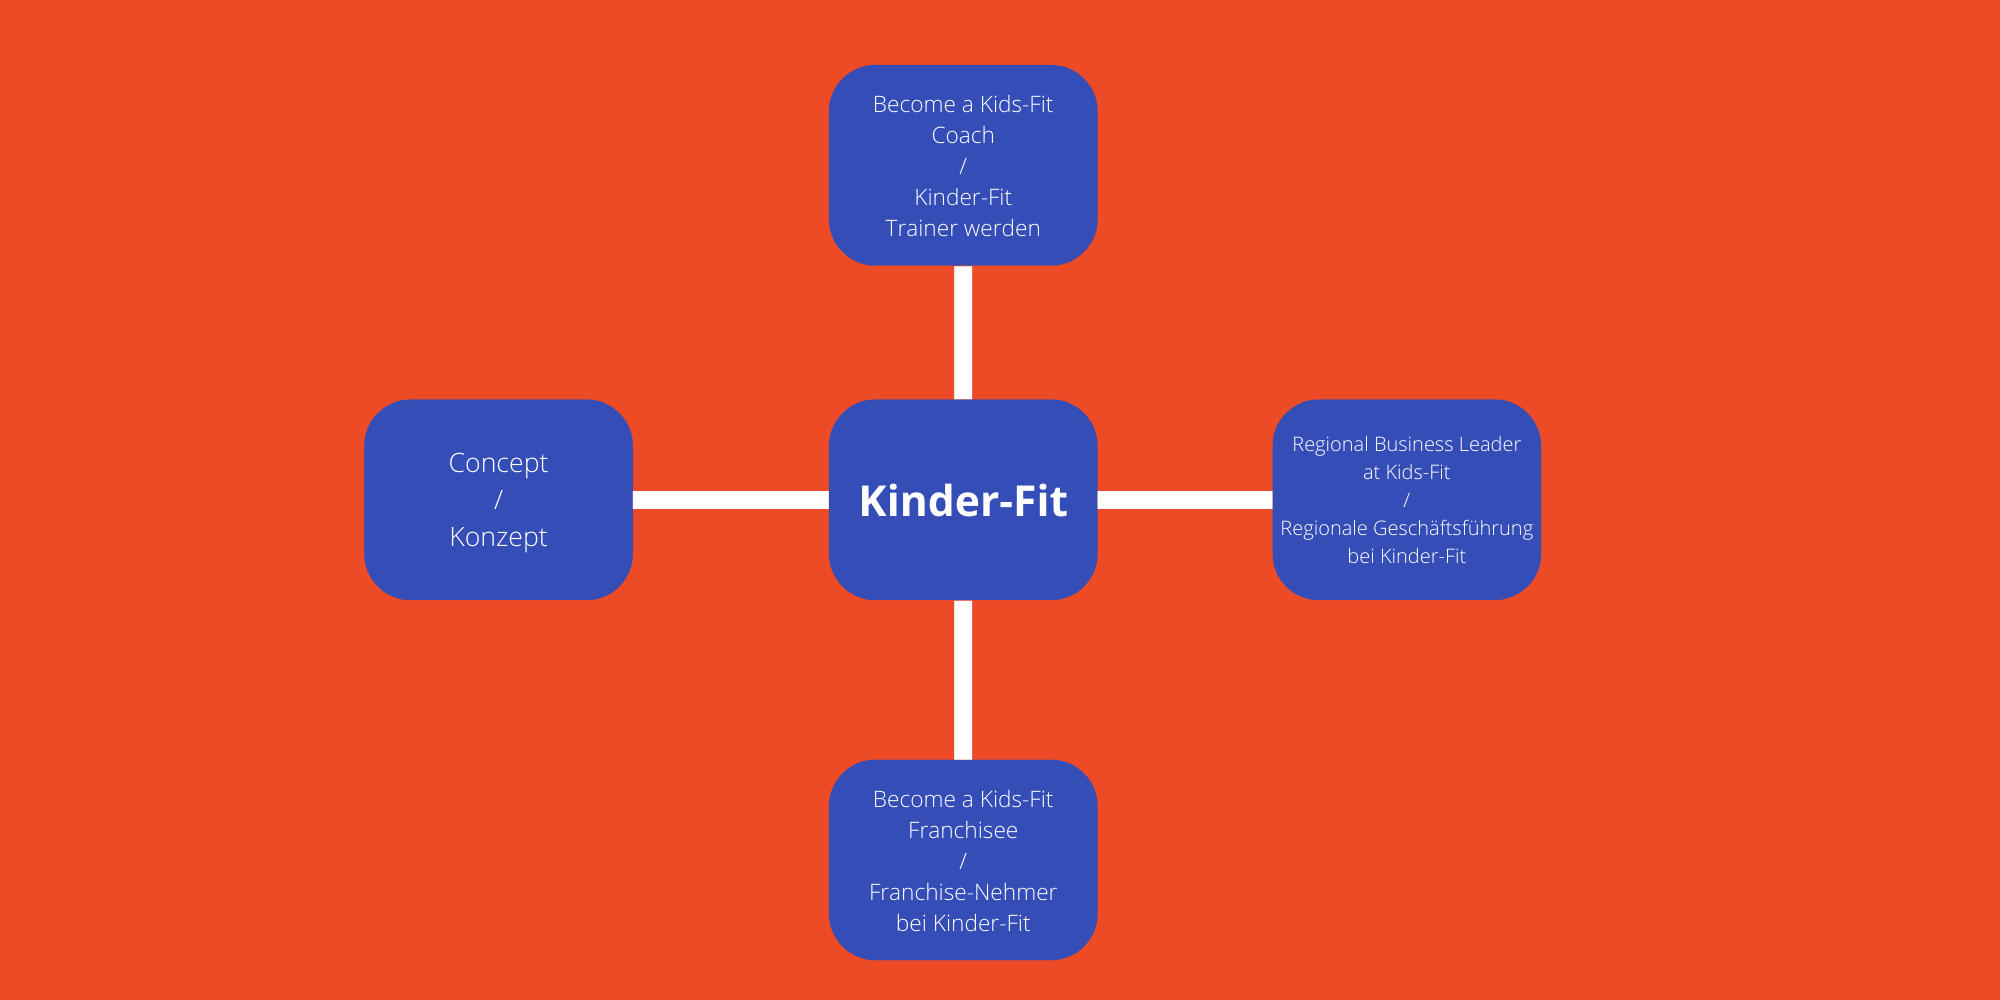 Become a Kids-Fit
Coach
/
Kinder-Fit
Trainer werden
Concept
/
Konzept
Kinder-Fit
Regional Business Leader
at Kids-Fit
/
Regionale Geschäftsführung
bei Kinder-Fit
Become a Kids-Fit
Franchisee
/
Franchise-Nehmer
bei Kinder-Fit